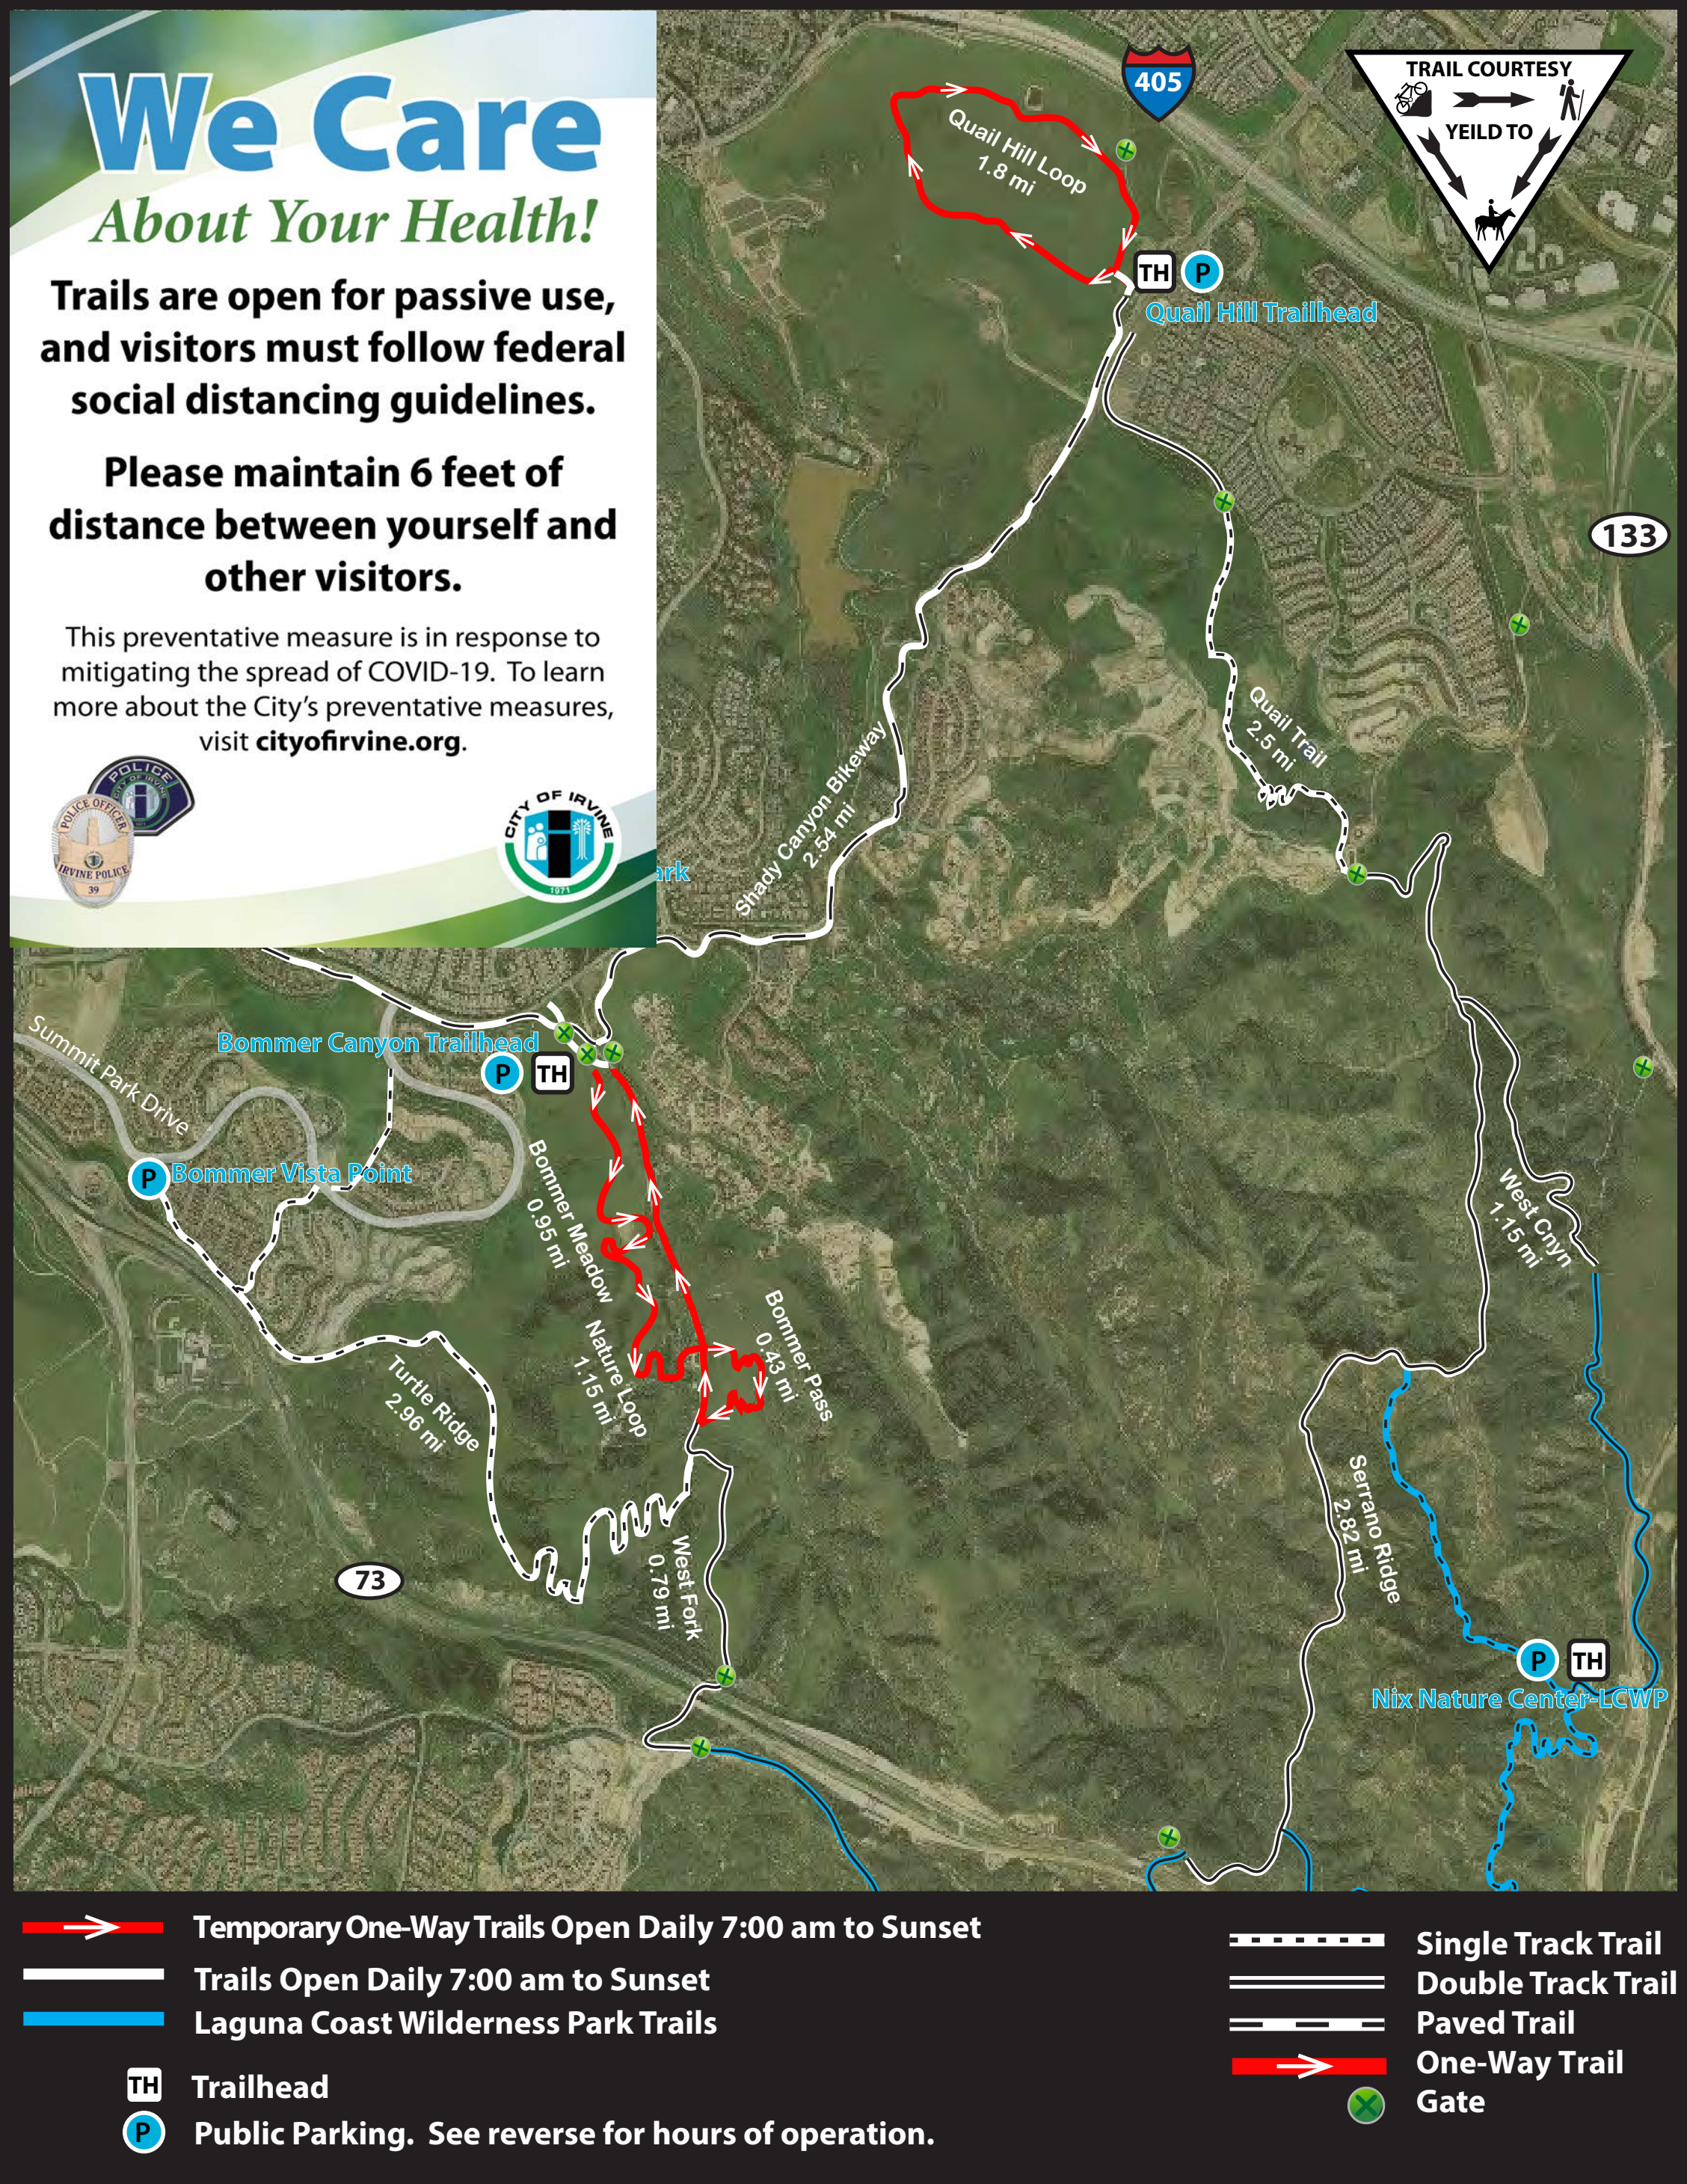 We Care
About Your Health!
Trails are open for passive use,
and visitors must follow federal
social distancing guidelines.
Please maintain 6 feet of
distance between yourself and
other visitors.
This preventative measure is in response to
mitigating the spread of COVID-19. To learn
more about the City's preventative measures,
visit cityofirvine.org.
POLICE
CITY OF IRVINE
POLICE OFFICER
IRVINE POLICE
39
CITY OF IRVINE
1971
405
TRAIL COURTESY
YEILD TO
Quail Hill Loop
1.8 mi
TH
P
Quail Hill Trailhead
133
Quail Trail
2.5 mi
Shady Canyon Bikeway
2.54 mi
ark
Summit Park Drive
Bommer Canyon Trailhead
P
TH
P
Bommer Vista Point
Bommer Meadow
0.95 mi
Nature Loop
1.15 mi
Bommer Pass
0.43 mi
West Cnyn
1.15 mi
Turtle Ridge
2.96 mi
Serrano Ridge
2.82 mi
West Fork
0.79 mi
73
P
TH
Nix Nature Center-LCWP
Temporary One-Way Trails Open Daily 7:00 am to Sunset
Trails Open Daily 7:00 am to Sunset
Laguna Coast Wilderness Park Trails
TH Trailhead
P Public Parking. See reverse for hours of operation.
Single Track Trail
Double Track Trail
Paved Trail
One-Way Trail
Gate